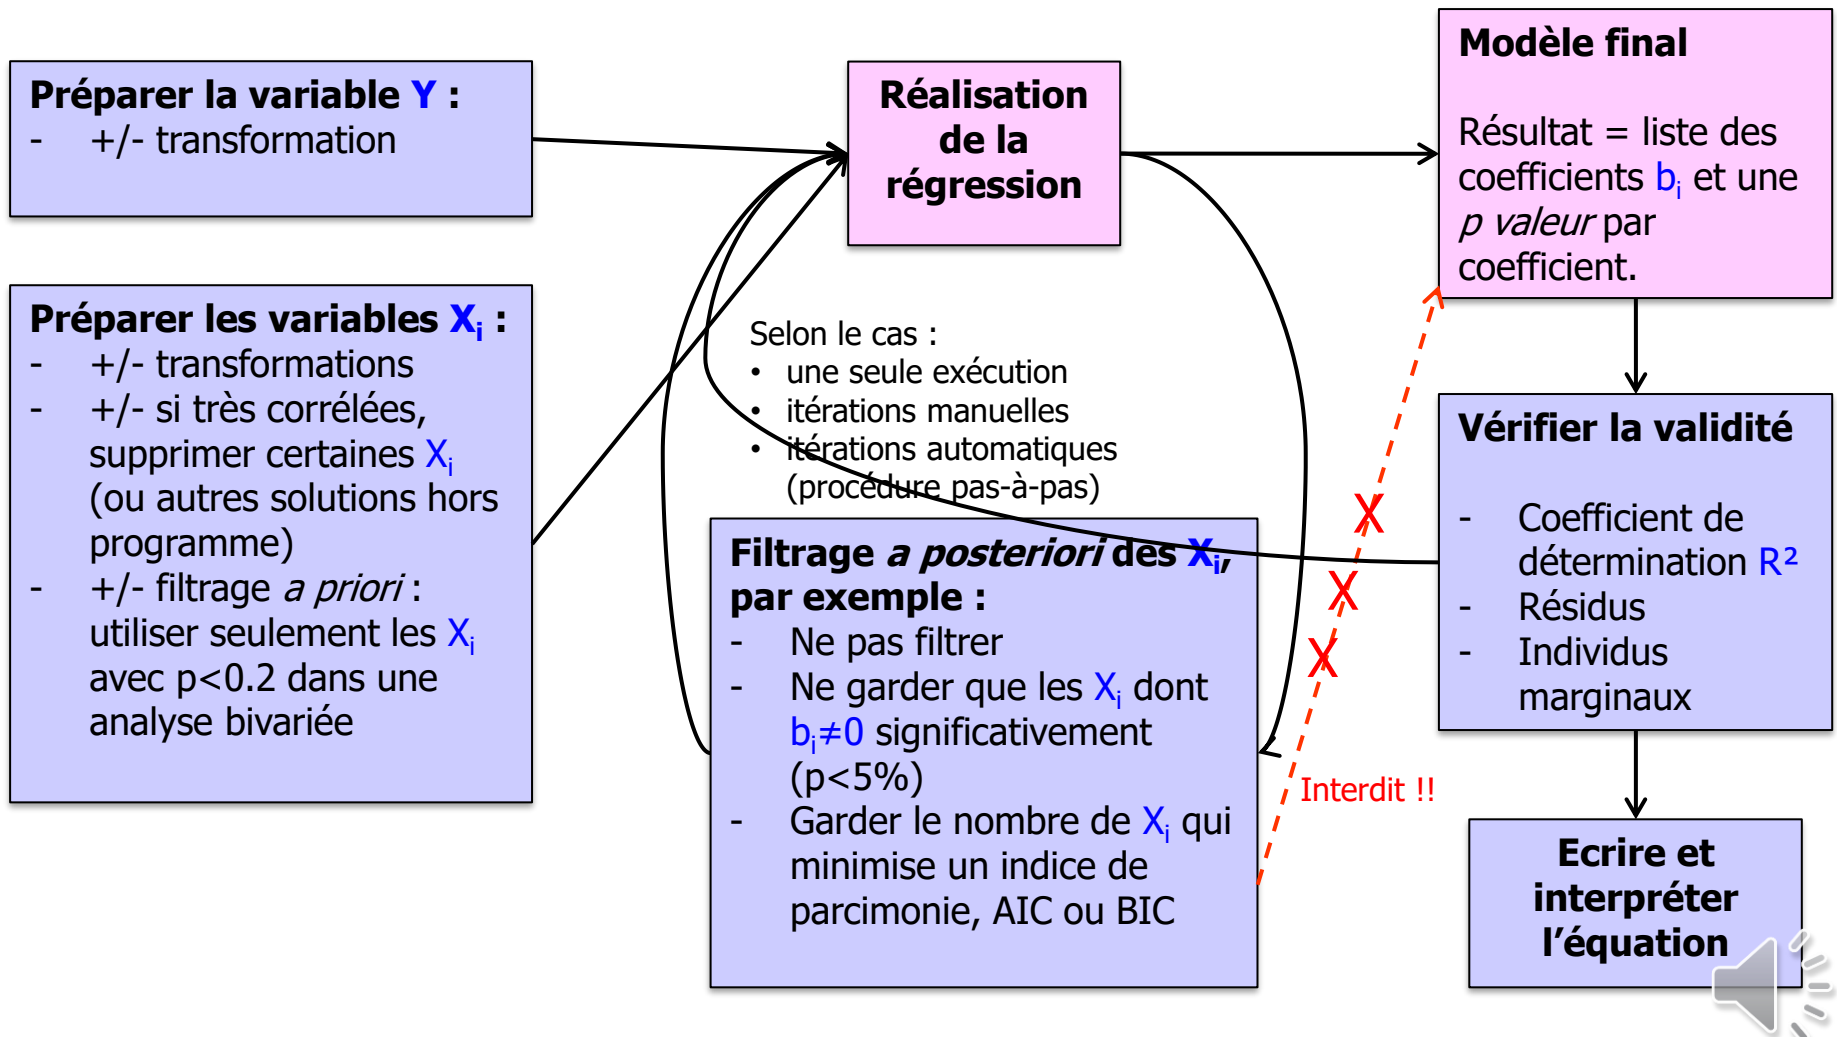 Préparer la variable Y :
- +/- transformation
Préparer les variables Xi :
- +/- transformations
- +/- si très corrélées,
supprimer certaines Xi
(ou autres solutions hors
programme)
- +/- filtrage a priori :
utiliser seulement les Xi
avec p<0.2 dans une
analyse bivariée
Réalisation
de la
régression
Selon le cas :
• une seule exécution
• itérations manuelles
• itérations automatiques
(procédure pas-à-pas)
Filtrage a posteriori des Xi,
par exemple :
- Ne pas filtrer
- Ne garder que les Xi dont
bi≠0 significativement
(p<5%)
- Garder le nombre de Xi qui
minimise un indice de
parcimonie, AIC ou BIC
X
X
X
Interdit !!
Modèle final
Résultat = liste des
coefficients bi et une
p valeur par
coefficient.
Vérifier la validité
- Coefficient de
détermination R²
- Résidus
- Individus
marginaux
Ecrire et
interpréter
l’équation